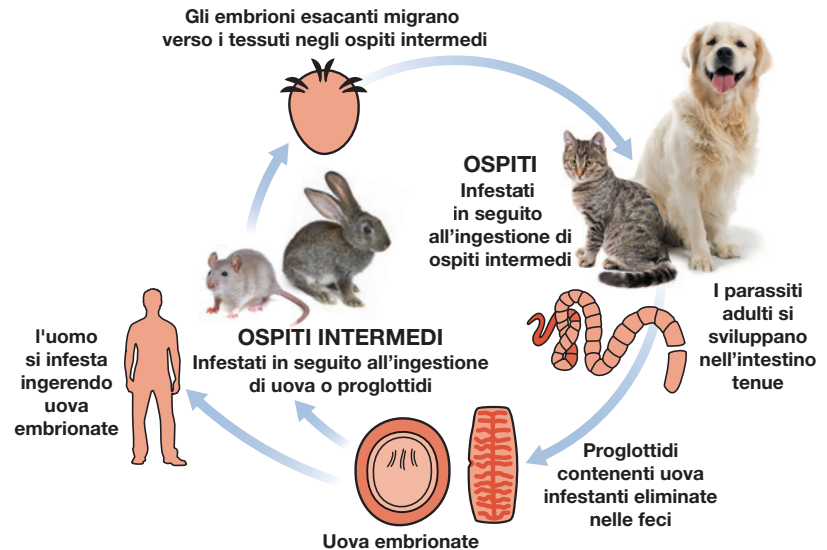 Gli embrioni esacanti migrano
verso i tessuti negli ospiti intermedi
OSPITI
Infestati
in seguito
all'ingestione di
ospiti intermedi
I parassiti
adulti si
sviluppano
nell'intestino
tenue
Proglottidi
contenenti uova
infestanti eliminate
nelle feci
Uova embrionate
OSPITI INTERMEDI
Infestati in seguito all'ingestione
di uova o proglottidi
l'uomo
si infesta
ingerendo
uova
embrionate